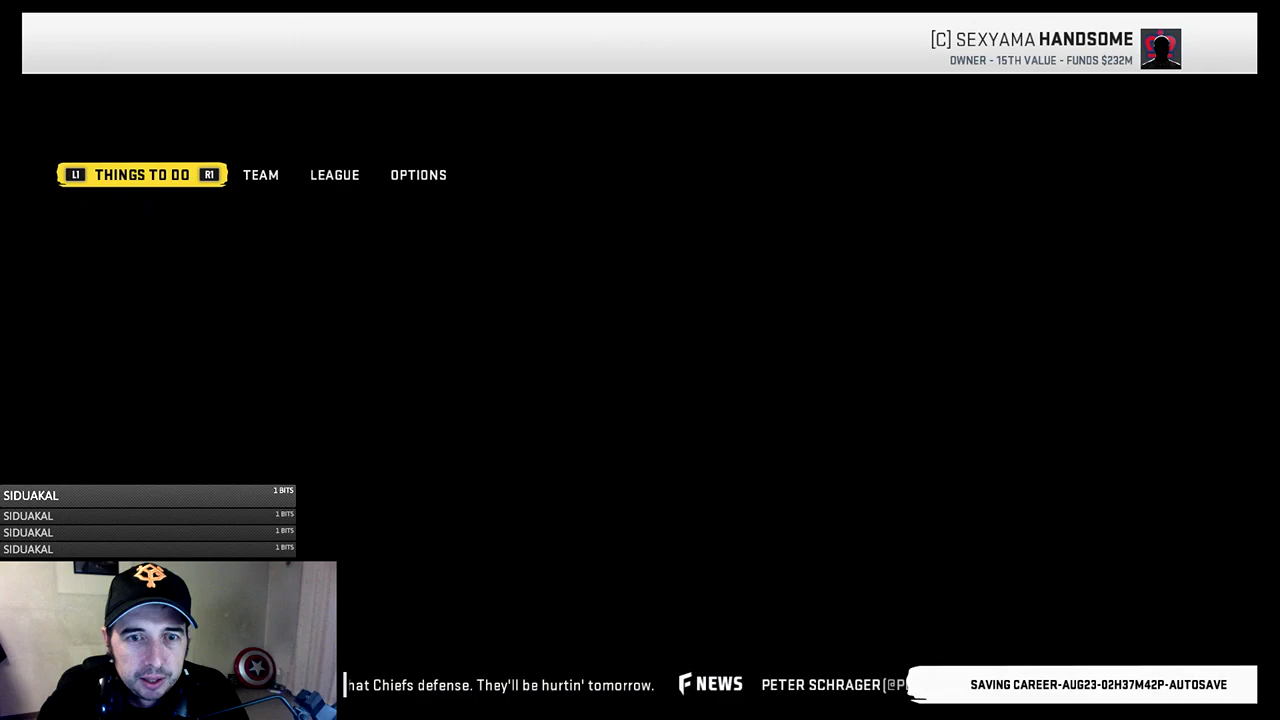 [C] SEXYAMA HANDSOME
OWNER - 15TH VALUE - FUNDS $232M
L1 THINGS TO DO R1 TEAM LEAGUE OPTIONS
SIDUAKAL 1 BITS
SIDUAKAL 1 BITS
SIDUAKAL 1 BITS
SIDUAKAL 1 BITS
hat Chiefs defense. They'll be hurtin' tomorrow. F NEWS PETER SCHRAGER(@P
SAVING CAREER-AUG23-02H37M42P-AUTOSAVE